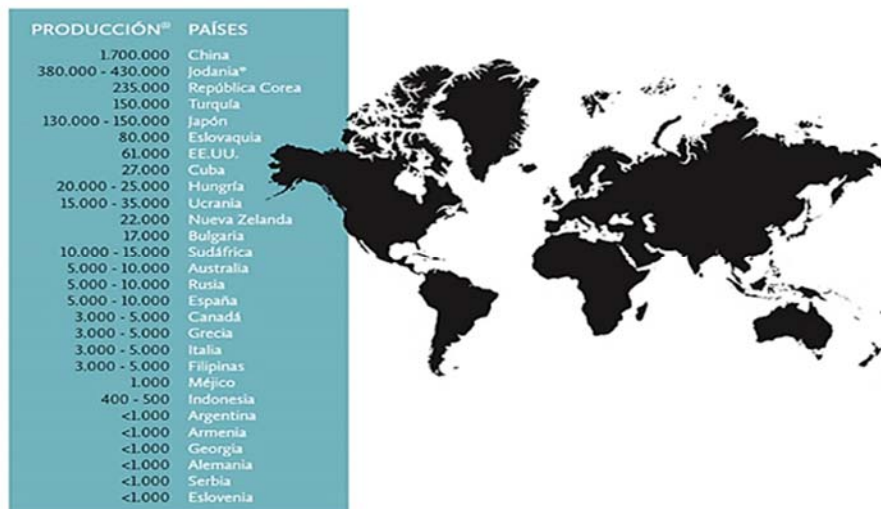 PRODUCCIÓN® PAÍSES
1.700.000 China
380.000 - 430.000 Jodania*
235.000 República Corea
150.000 Turquía
130.000 - 150.000 Japón
80.000 Eslovaquia
61.000 EE.UU.
27.000 Cuba
20.000 - 25.000 Hungría
15.000 - 35.000 Ucrania
22.000 Nueva Zelanda
17.000 Bulgaria
10.000 - 15.000 Sudáfrica
5.000 - 10.000 Australia
5.000 - 10.000 Rusia
5.000 - 10.000 España
3.000 - 5.000 Canadá
3.000 - 5.000 Grecia
3.000 - 5.000 Italia
3.000 - 5.000 Filipinas
1.000 Méjico
400 - 500 Indonesia
<1.000 Argentina
<1.000 Armenia
<1.000 Georgia
<1.000 Alemania
<1.000 Serbia
<1.000 Eslovenia